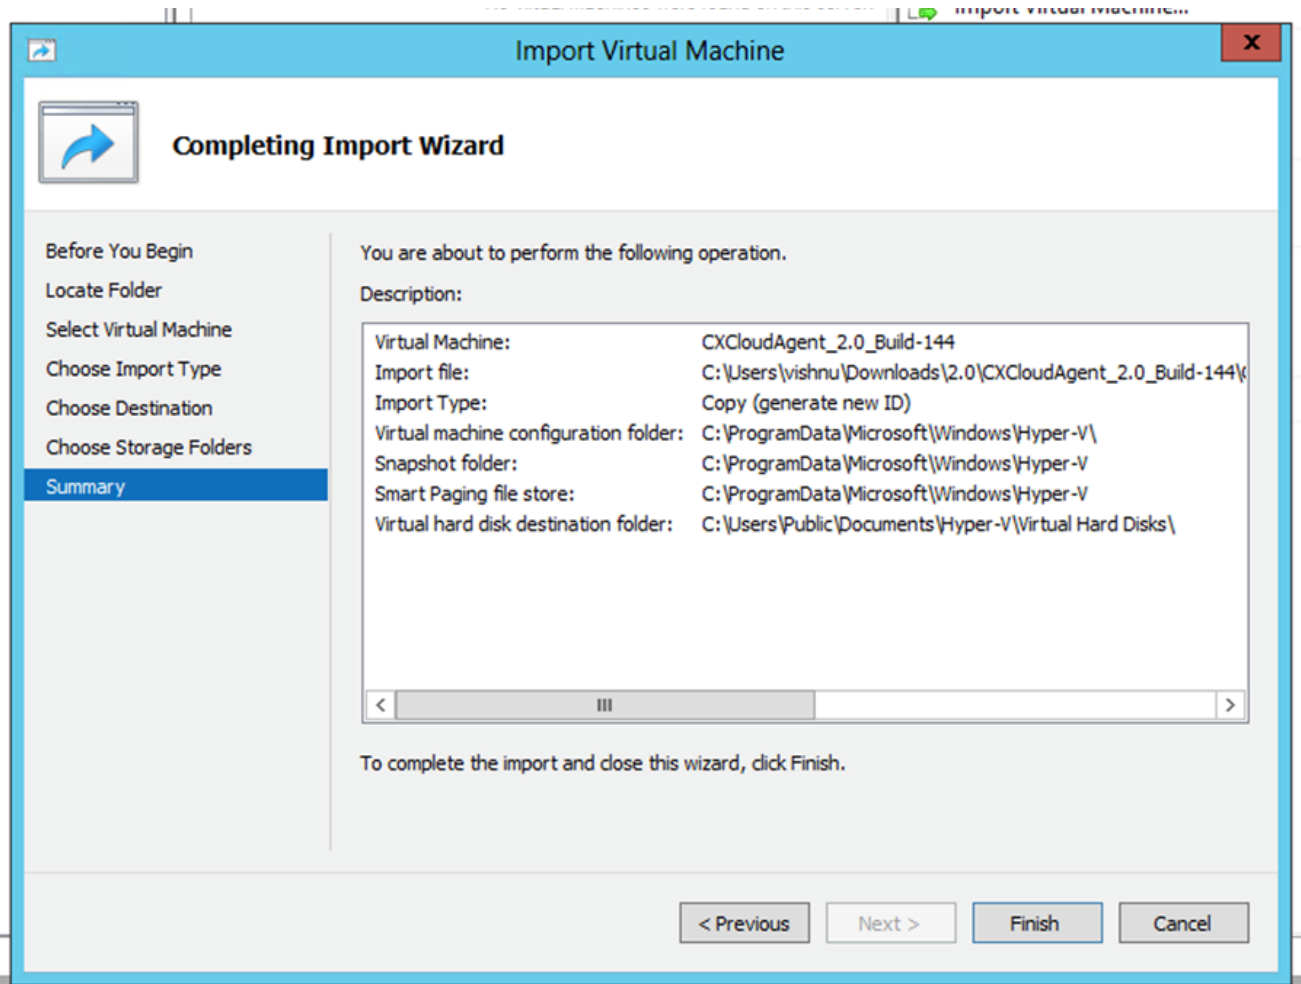 Import Virtual Machine...
Import Virtual Machine
X
Completing Import Wizard
Before You Begin
Locate Folder
Select Virtual Machine
Choose Import Type
Choose Destination
Choose Storage Folders
Summary
You are about to perform the following operation.
Description:
Virtual Machine: CXCloudAgent_2.0_Build-144
Import file: C:\Users\vishnu\Downloads\2.0\CXCloudAgent_2.0_Build-144\
Import Type: Copy (generate new ID)
Virtual machine configuration folder: C:\ProgramData\Microsoft\Windows\Hyper-V\
Snapshot folder: C:\ProgramData\Microsoft\Windows\Hyper-V
Smart Paging file store: C:\ProgramData\Microsoft\Windows\Hyper-V
Virtual hard disk destination folder: C:\Users\Public\Documents\Hyper-V\Virtual Hard Disks\
To complete the import and close this wizard, click Finish.
< Previous Next > Finish Cancel